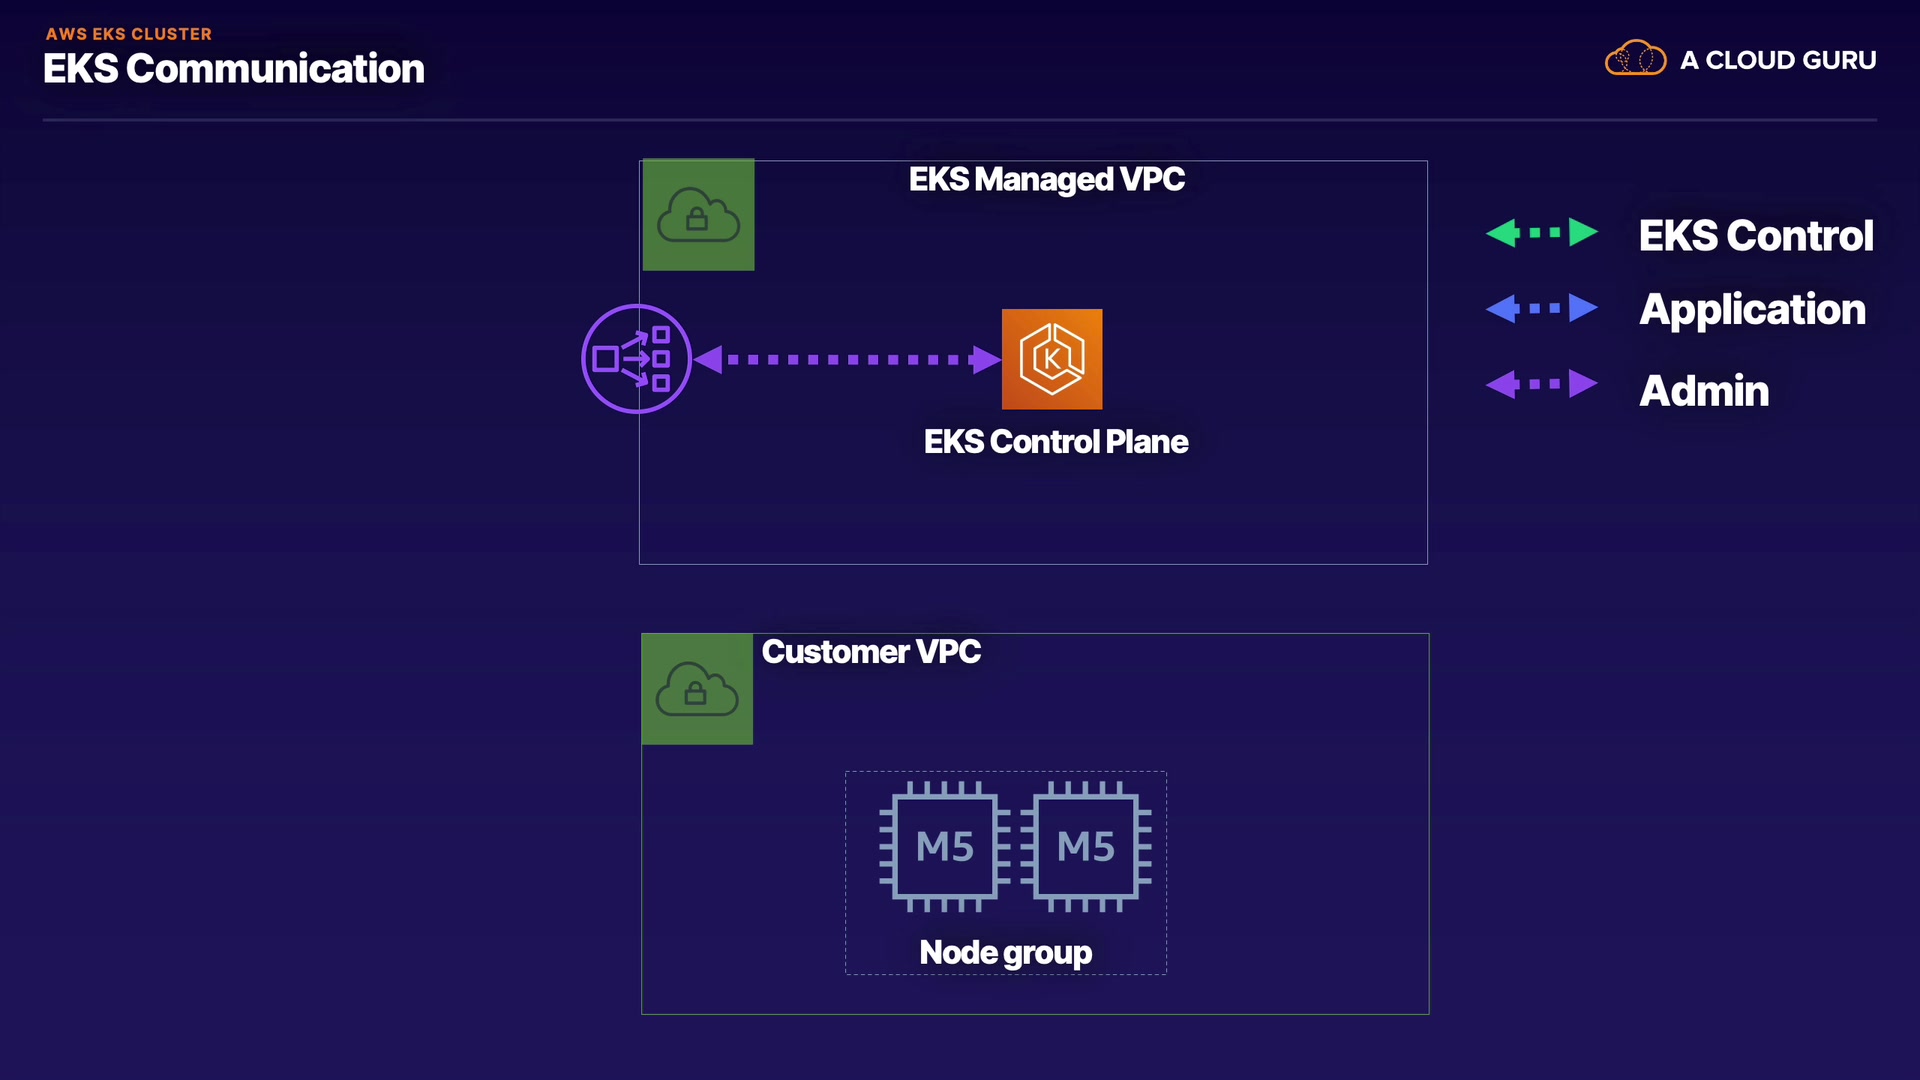 AWS EKS CLUSTER
EKS Communication
A CLOUD GURU
EKS Managed VPC
EKS Control
Application
Admin
K
EKS Control Plane
Customer VPC
M5 M5
Node group